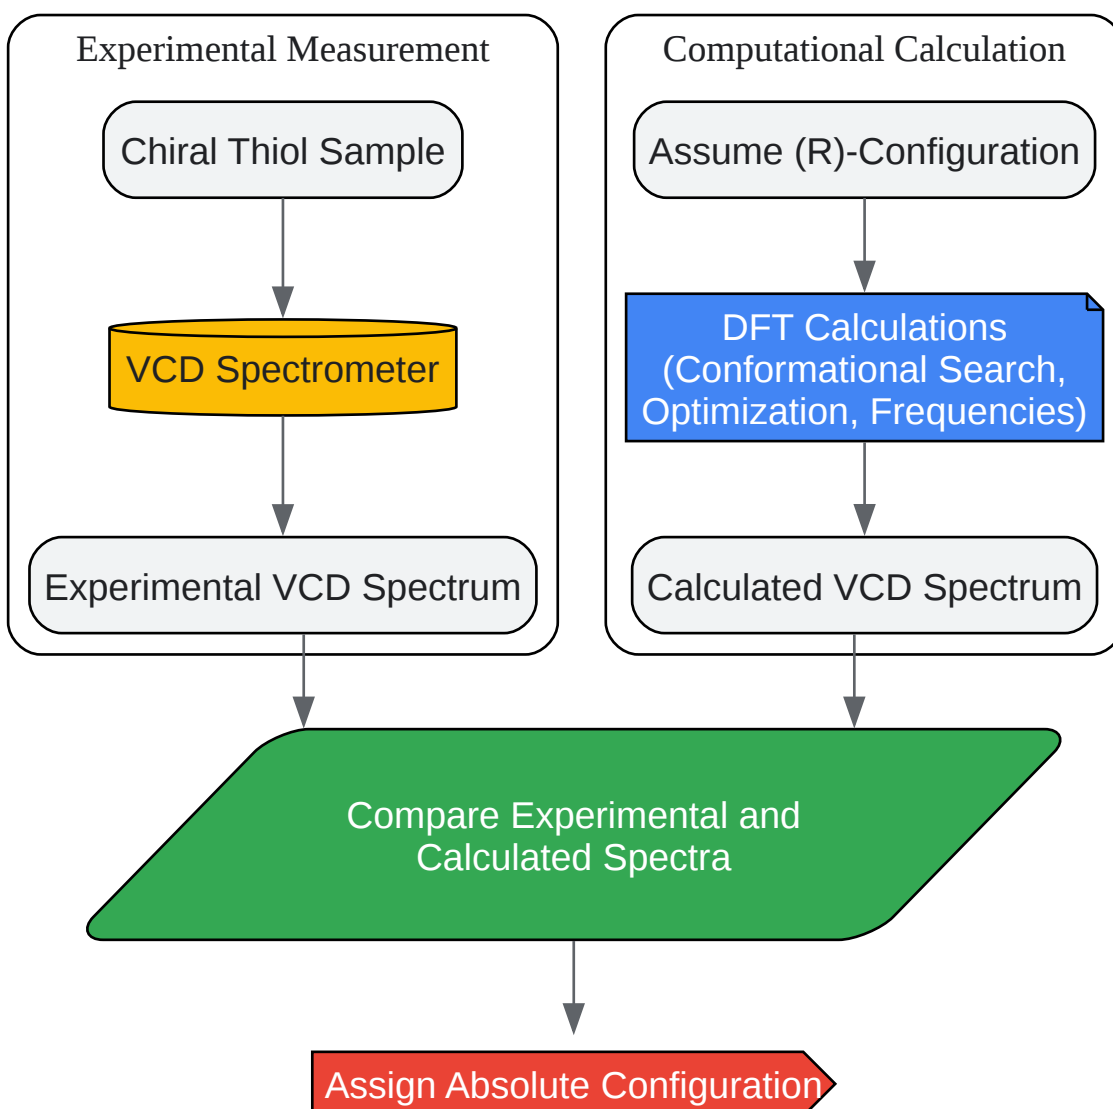 Experimental Measurement
Chiral Thiol Sample
VCD Spectrometer
Experimental VCD Spectrum
Computational Calculation
Assume (R)-Configuration
DFT Calculations
(Conformational Search,
Optimization, Frequencies)
Calculated VCD Spectrum
Compare Experimental and
Calculated Spectra
Assign Absolute Configuration